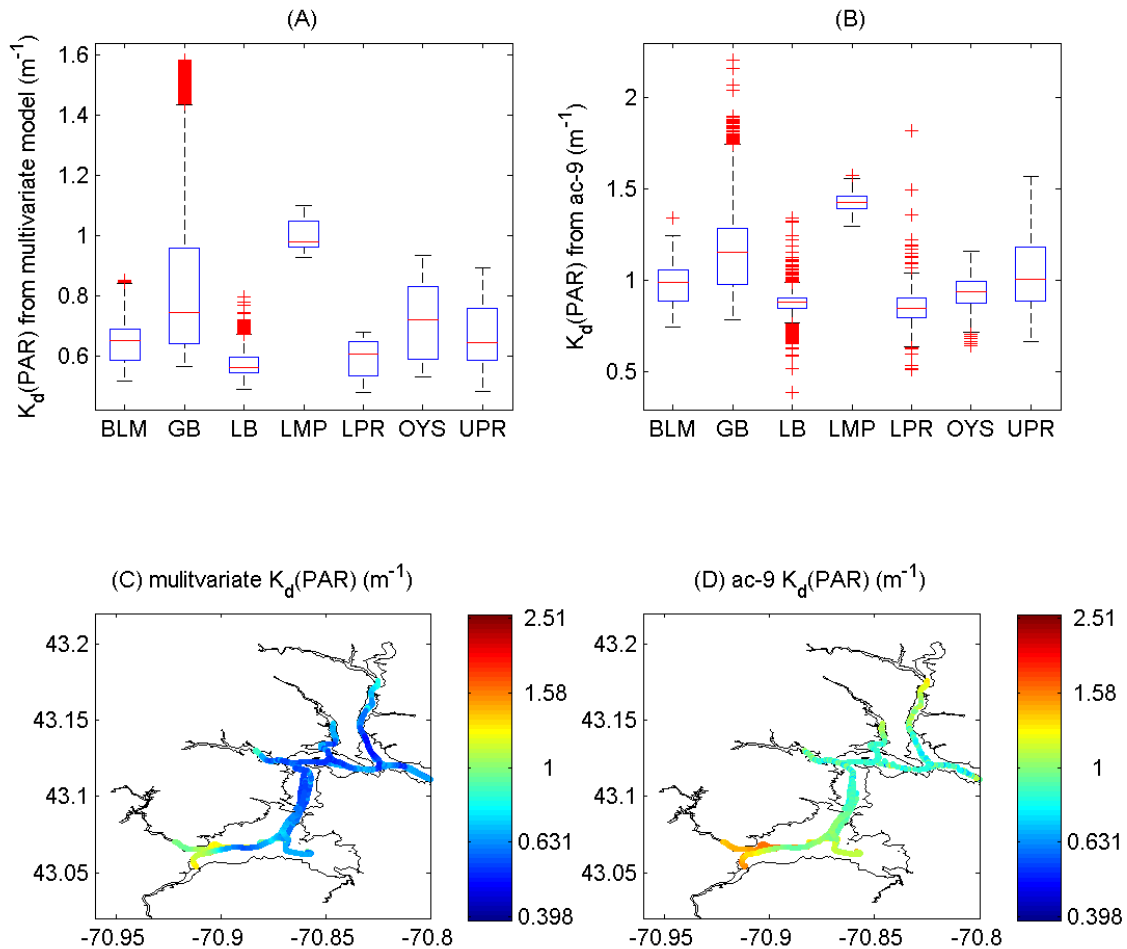 (A)
K_d(PAR) from multivariate model (m^-1)
1.6
1.4
1.2
1
0.8
0.6
BLM GB LB LMP LPR OYS UPR
(B)
K_d(PAR) from ac-9 (m^-1)
2
1.5
1
0.5
BLM GB LB LMP LPR OYS UPR
(C) mulitvariate K_d(PAR) (m^-1)
43.2
43.15
43.1
43.05
-70.95 -70.9 -70.85 -70.8
2.51
1.58
1
0.631
0.398
(D) ac-9 K_d(PAR) (m^-1)
43.2
43.15
43.1
43.05
-70.95 -70.9 -70.85 -70.8
2.51
1.58
1
0.631
0.398